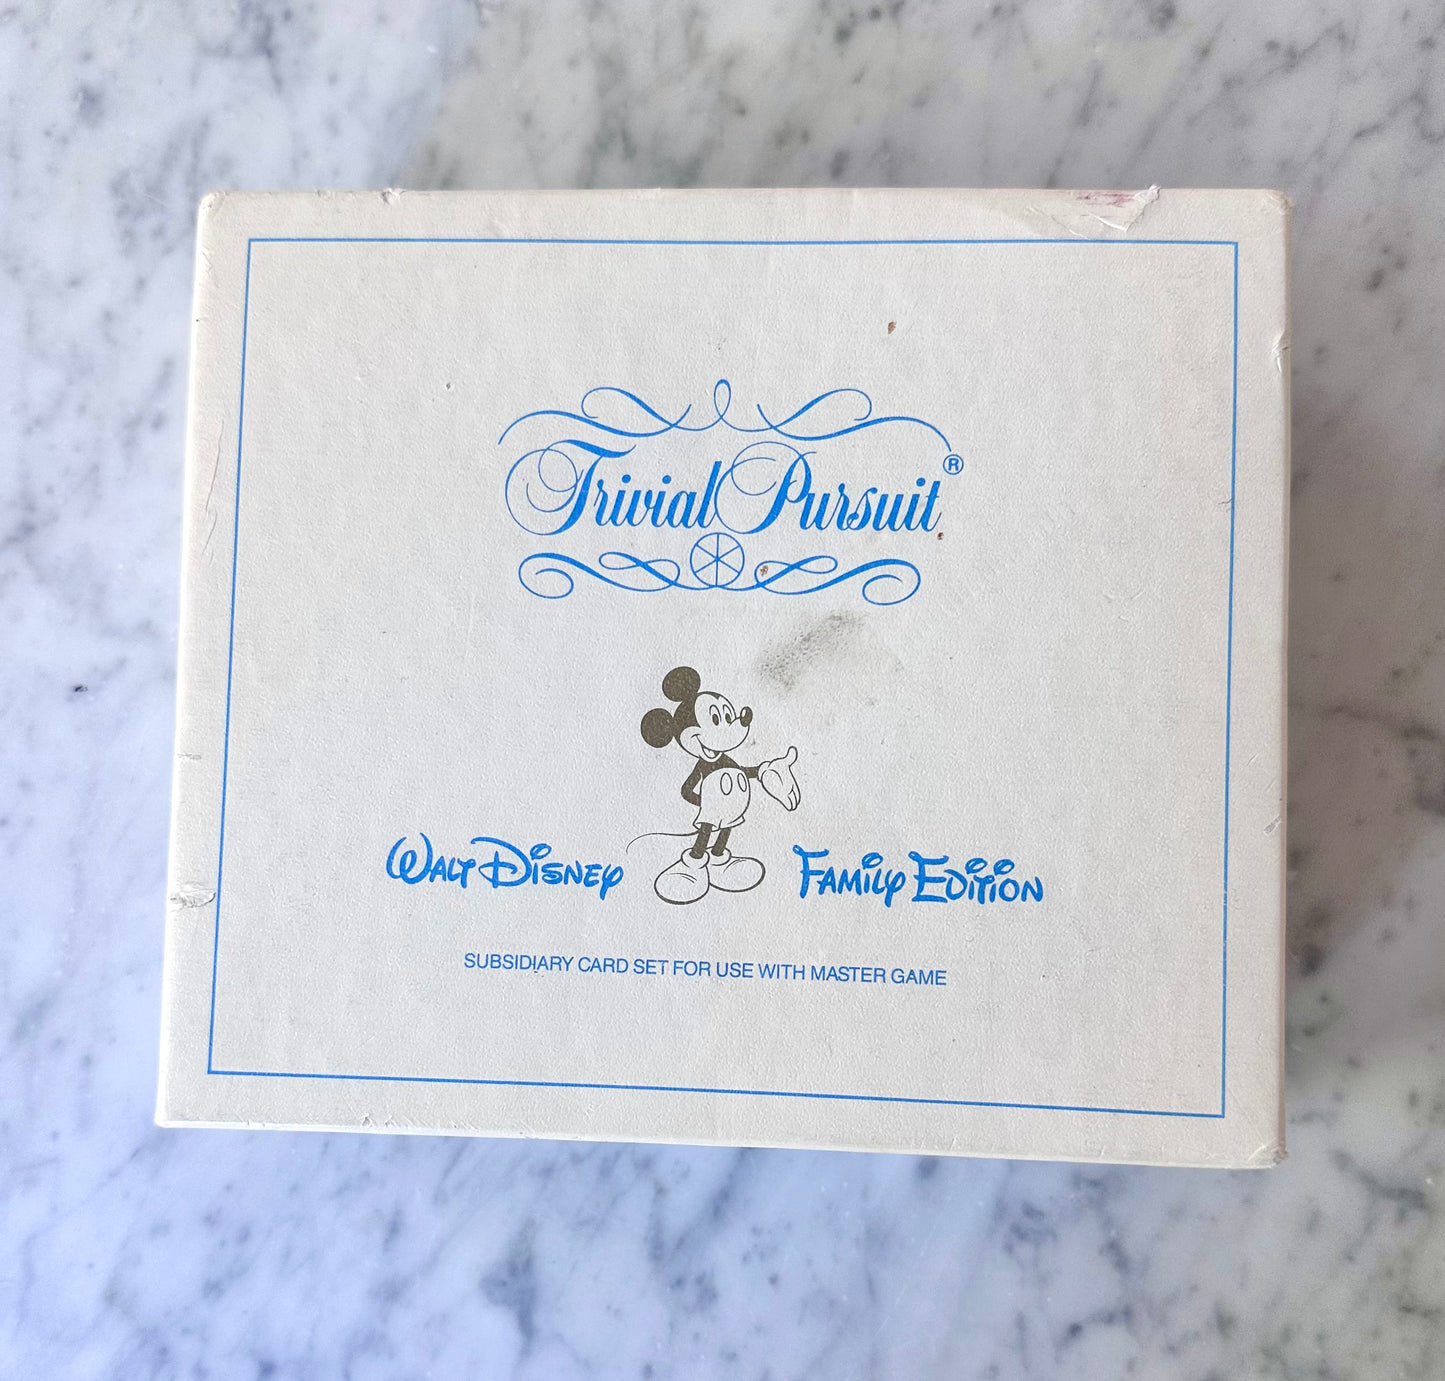 Trivial Pursuit®
Walt Disney Family Edition
SUBSIDIARY CARD SET FOR USE WITH MASTER GAME